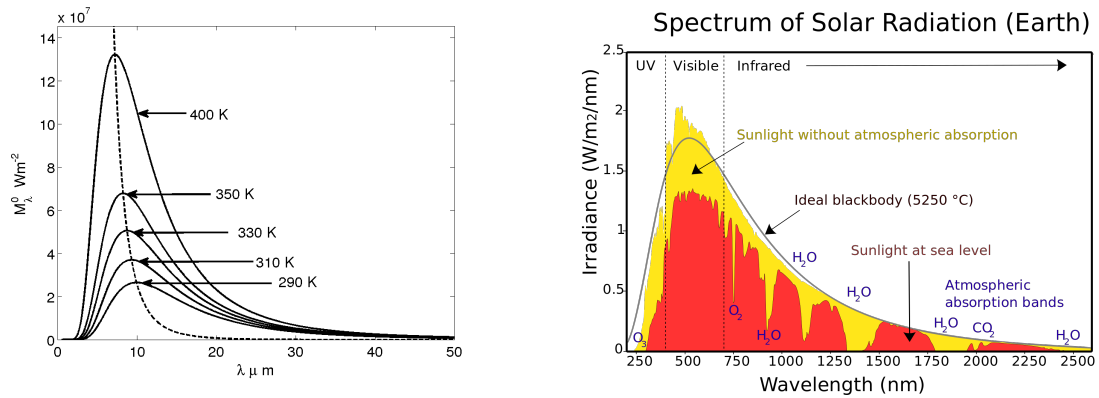 x 10⁷
14
12
10
8
6
4
2
0
M⁰λ Wm⁻²
400 K
350 K
330 K
310 K
290 K
0 10 20 30 40 50
λ μ m
Spectrum of Solar Radiation (Earth)
2.5
2
1.5
1
0.5
0
Irradiance (W/m2/nm)
UV Visible Infrared
Sunlight without atmospheric absorption
Ideal blackbody (5250 °C)
Sunlight at sea level
H2O
Atmospheric
absorption bands
H2O
O2
H2O
CO2
H2O
O3
H2O
250 500 750 1000 1250 1500 1750 2000 2250 2500
Wavelength (nm)